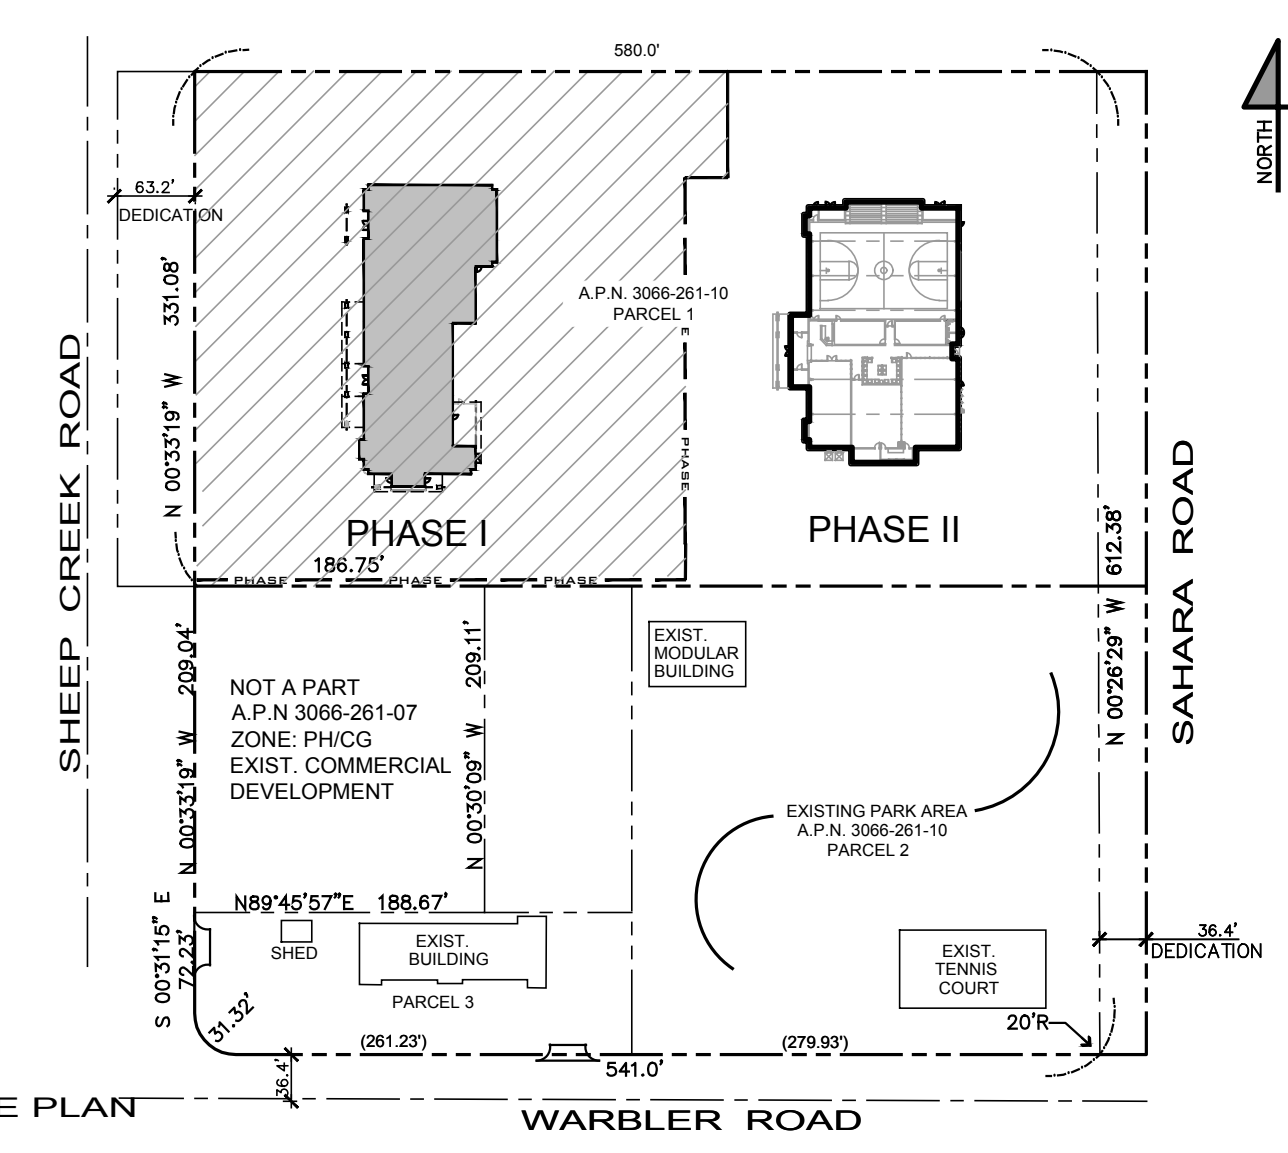 580.0'
NORTH
63.2'
DEDICATION
N 00°33'19" W 331.08'
A.P.N. 3066-261-10
PARCEL 1
PHASE
SHEEP CREEK ROAD
PHASE I
PHASE II
186.75'
PHASE PHASE PHASE
N 00°26'29" W 612.38'
SAHARA ROAD
N 00°33'19" W 209.04'
N 00°30'09" W 209.11'
EXIST.
MODULAR
BUILDING
NOT A PART
A.P.N 3066-261-07
ZONE: PH/CG
EXIST. COMMERCIAL
DEVELOPMENT
EXISTING PARK AREA
A.P.N. 3066-261-10
PARCEL 2
N89°45'57"E 188.67'
S 00°31'15" E
72.23'
SHED
EXIST.
BUILDING
PARCEL 3
EXIST.
TENNIS
COURT
36.4'
DEDICATION
31.32'
20'R
(261.23')
(279.93')
541.0'
36.4'
E PLAN
WARBLER ROAD